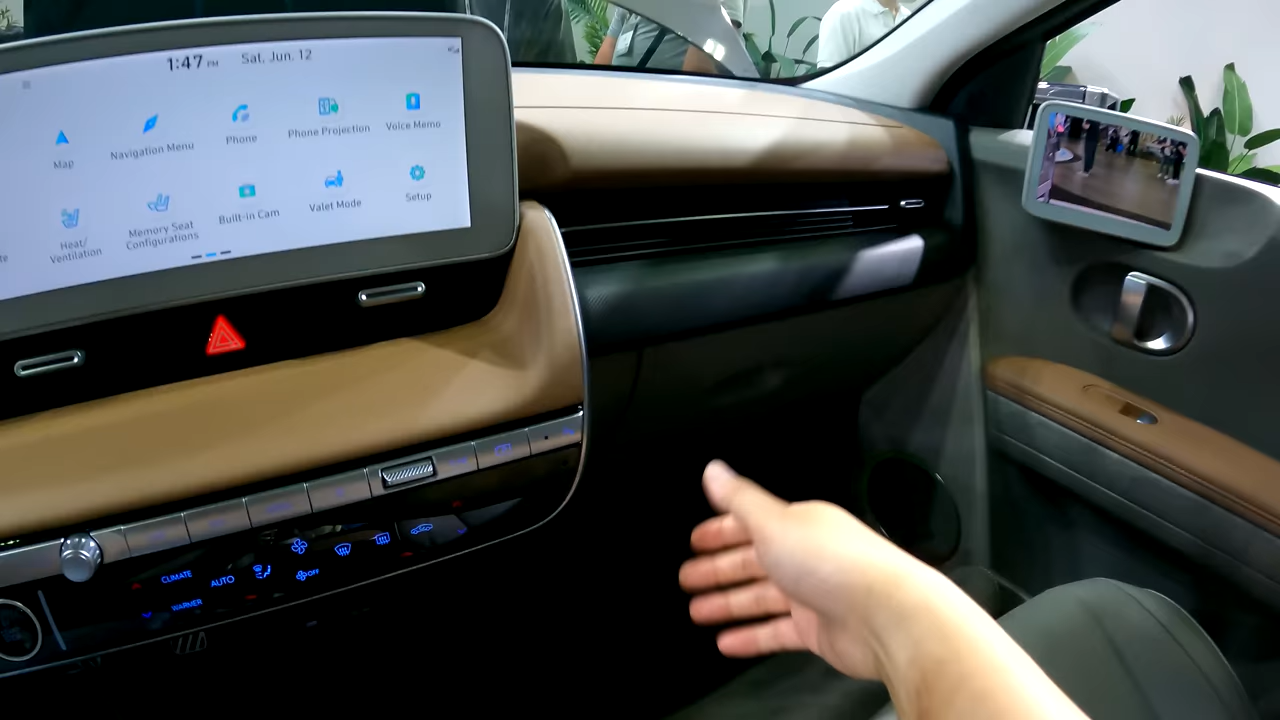 1:47 PM Sat. Jun. 12
Map
Navigation Menu
Phone
Phone Projection
Voice Memo
Heat/
Ventilation
Memory Seat
Configurations
Built-in Cam
Valet Mode
Setup
CLIMATE
AUTO
OFF
WARMER